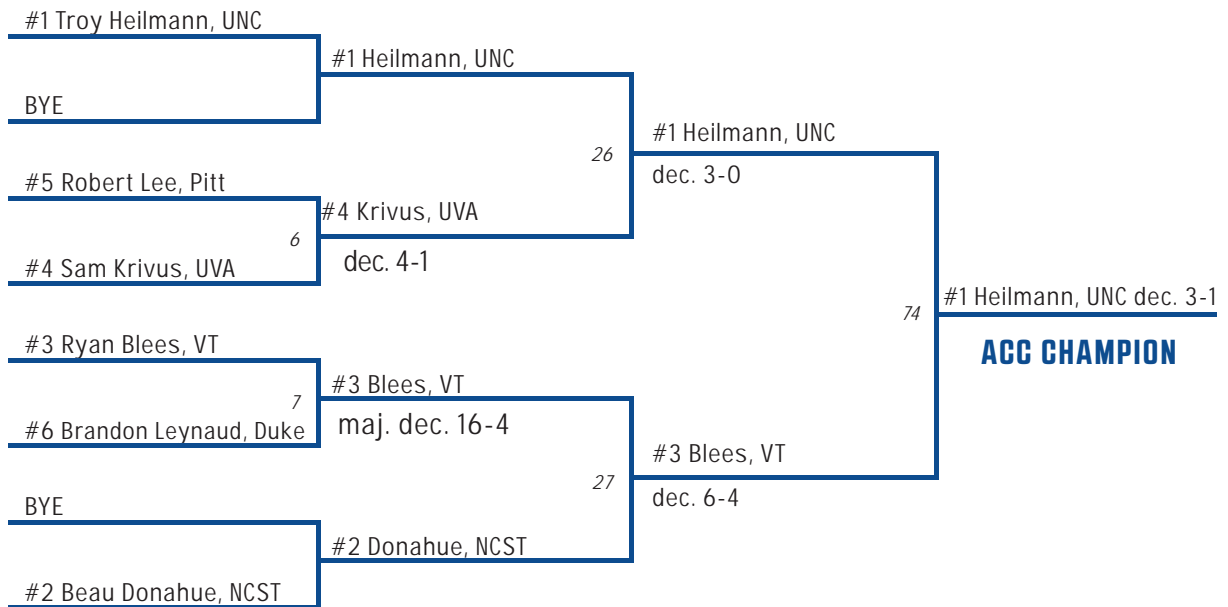 #1 Troy Heilmann, UNC
#1 Heilmann, UNC
BYE
#1 Heilmann, UNC
26
dec. 3-0
#5 Robert Lee, Pitt
#4 Krivus, UVA
6
dec. 4-1
#4 Sam Krivus, UVA
#1 Heilmann, UNC dec. 3-1
74
ACC CHAMPION
#3 Ryan Blees, VT
#3 Blees, VT
7
maj. dec. 16-4
#6 Brandon Leynaud, Duke
#3 Blees, VT
27
dec. 6-4
BYE
#2 Donahue, NCST
#2 Beau Donahue, NCST